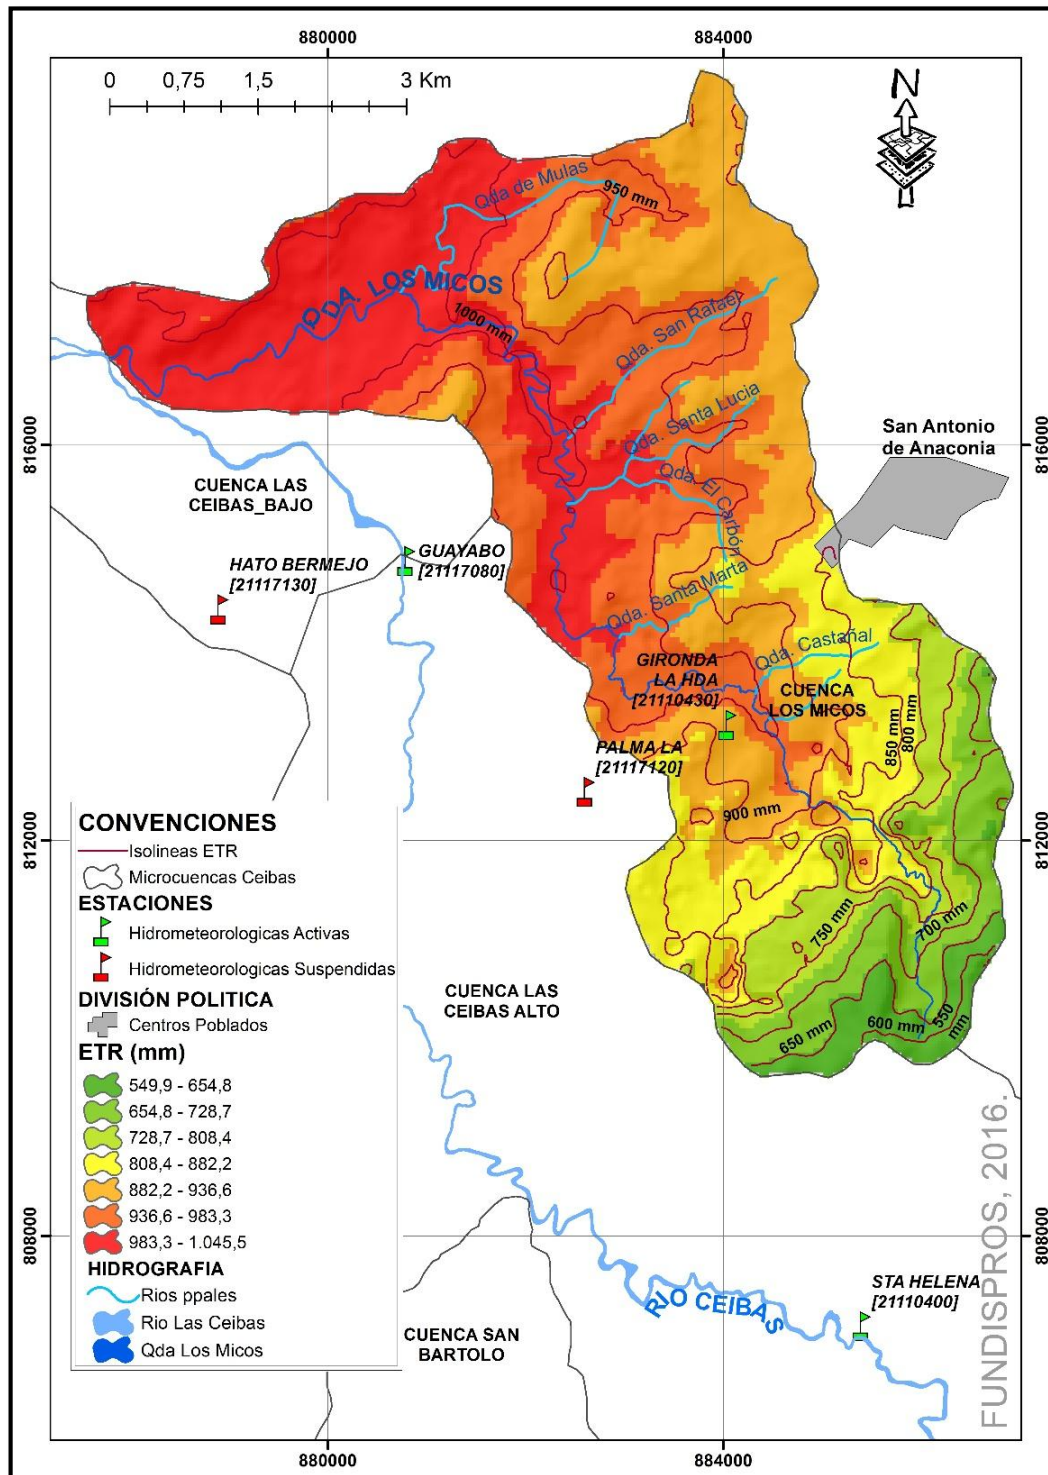 880000
884000
0 0,75 1,5 3 Km
N
Qda de Mulas
950 mm
QDA. LOS MICOS
1000 mm
Qda. San Rafael
Qda. Santa Lucia
816000
816000
San Antonio
de Anaconia
CUENCA LAS
CEIBAS_BAJO
Qda. El Carbón
HATO BERMEJO
[21117130]
GUAYABO
[21117080]
Qda. Santa Marta
Qda. Castañal
GIRONDA
LA HDA
[21110430]
CUENCA
LOS MICOS
850 mm
800 mm
PALMA LA
[21117120]
900 mm
812000
812000
750 mm
700 mm
650 mm
600 mm
550
mm
CONVENCIONES
Isolineas ETR
Microcuencas Ceibas
ESTACIONES
Hidrometeorologicas Activas
Hidrometeorologicas Suspendidas
DIVISIÓN POLITICA
Centros Poblados
ETR (mm)
549,9 - 654,8
654,8 - 728,7
728,7 - 808,4
808,4 - 882,2
882,2 - 936,6
936,6 - 983,3
983,3 - 1.045,5
HIDROGRAFIA
Rios ppales
Rio Las Ceibas
Qda Los Micos
CUENCA LAS
CEIBAS ALTO
808000
808000
RIO CEIBAS
STA HELENA
[21110400]
CUENCA SAN
BARTOLO
FUNDISPROS, 2016.
880000
884000